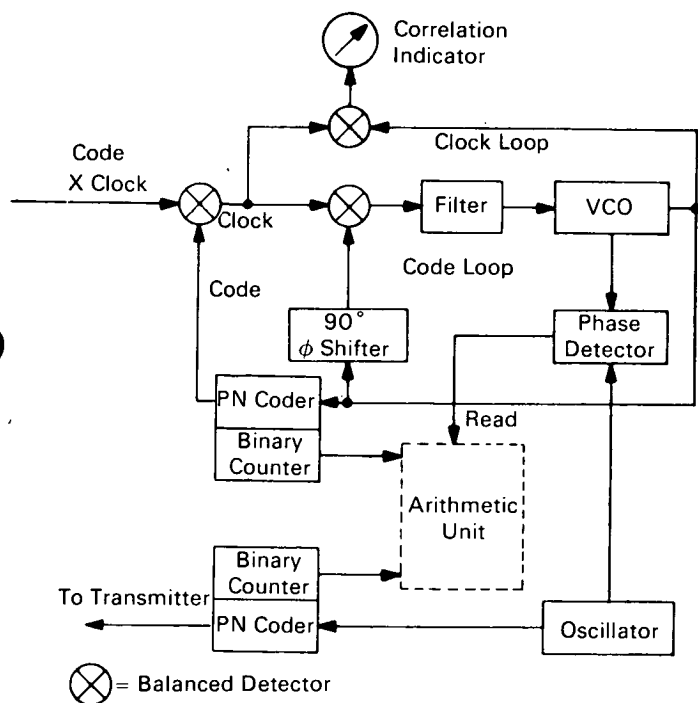 Correlation
Indicator
Code
X Clock
Clock Loop
Clock
Filter
VCO
Code Loop
Code
90°
φ Shifter
Phase
Detector
PN Coder
Read
Binary
Counter
Arithmetic
Unit
Binary
Counter
To Transmitter
PN Coder
Oscillator
= Balanced Detector